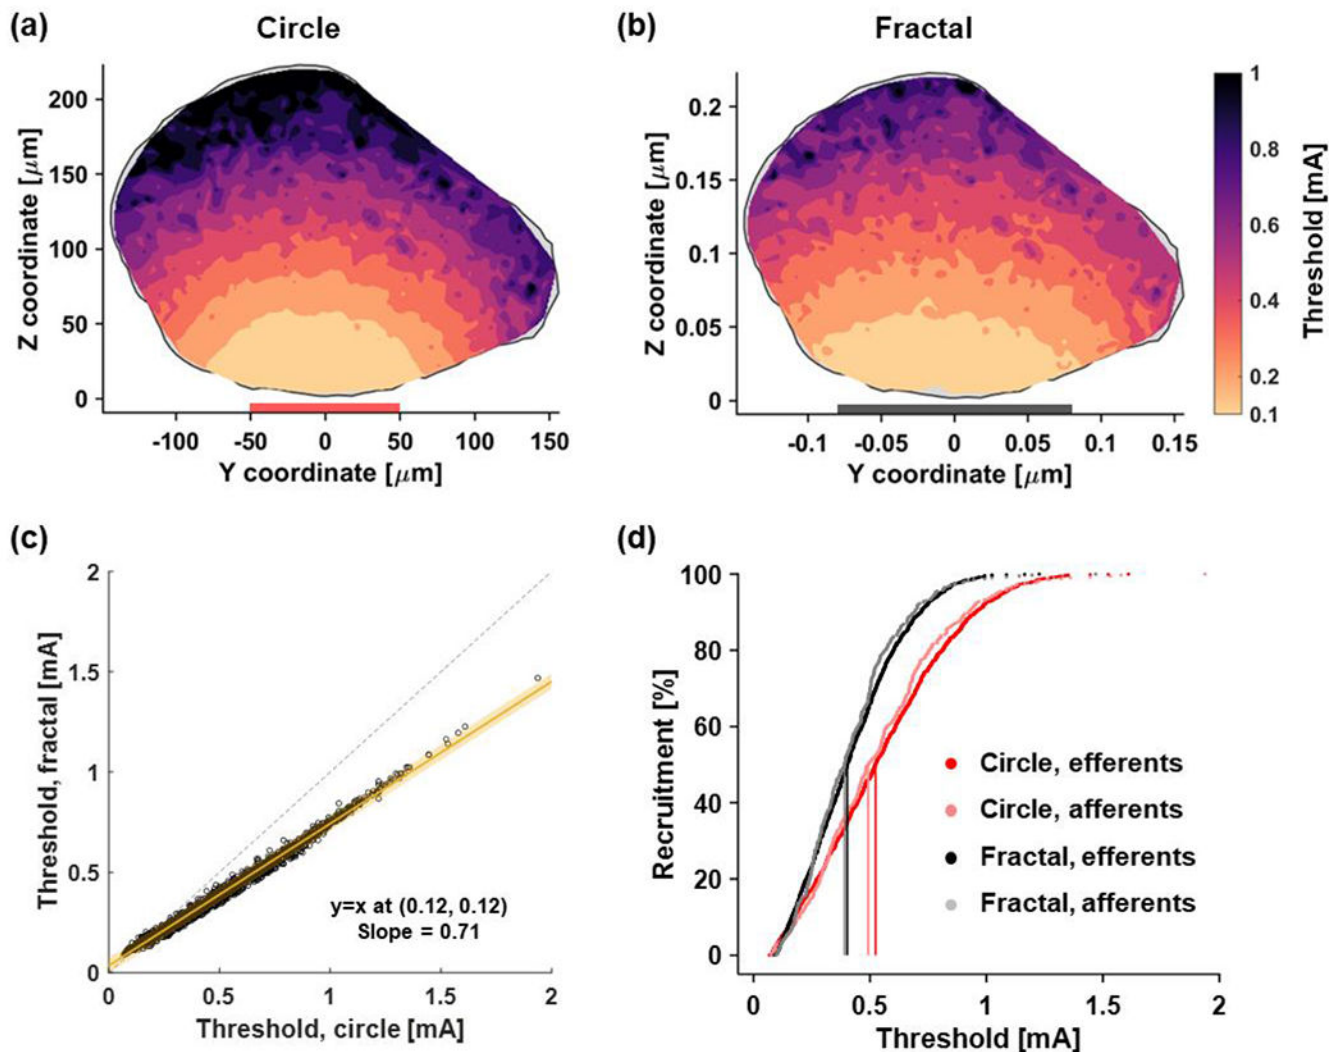 (a)
Circle
Z coordinate [μm]
200
150
100
50
0
-100
-50
0
50
100
150
Y coordinate [μm]
(b)
Fractal
Z coordinate [μm]
0.2
0.15
0.1
0.05
0
-0.1
-0.05
0
0.05
0.1
0.15
Y coordinate [μm]
1
0.8
0.6
0.4
0.2
0.1
Threshold [mA]
(c)
Threshold, fractal [mA]
2
1.5
1
0.5
0
y=x at (0.12, 0.12)
Slope = 0.71
0
0.5
1
1.5
2
Threshold, circle [mA]
(d)
Recruitment [%]
100
80
60
40
20
0
Circle, efferents
Circle, afferents
Fractal, efferents
Fractal, afferents
0
0.5
1
1.5
2
Threshold [mA]